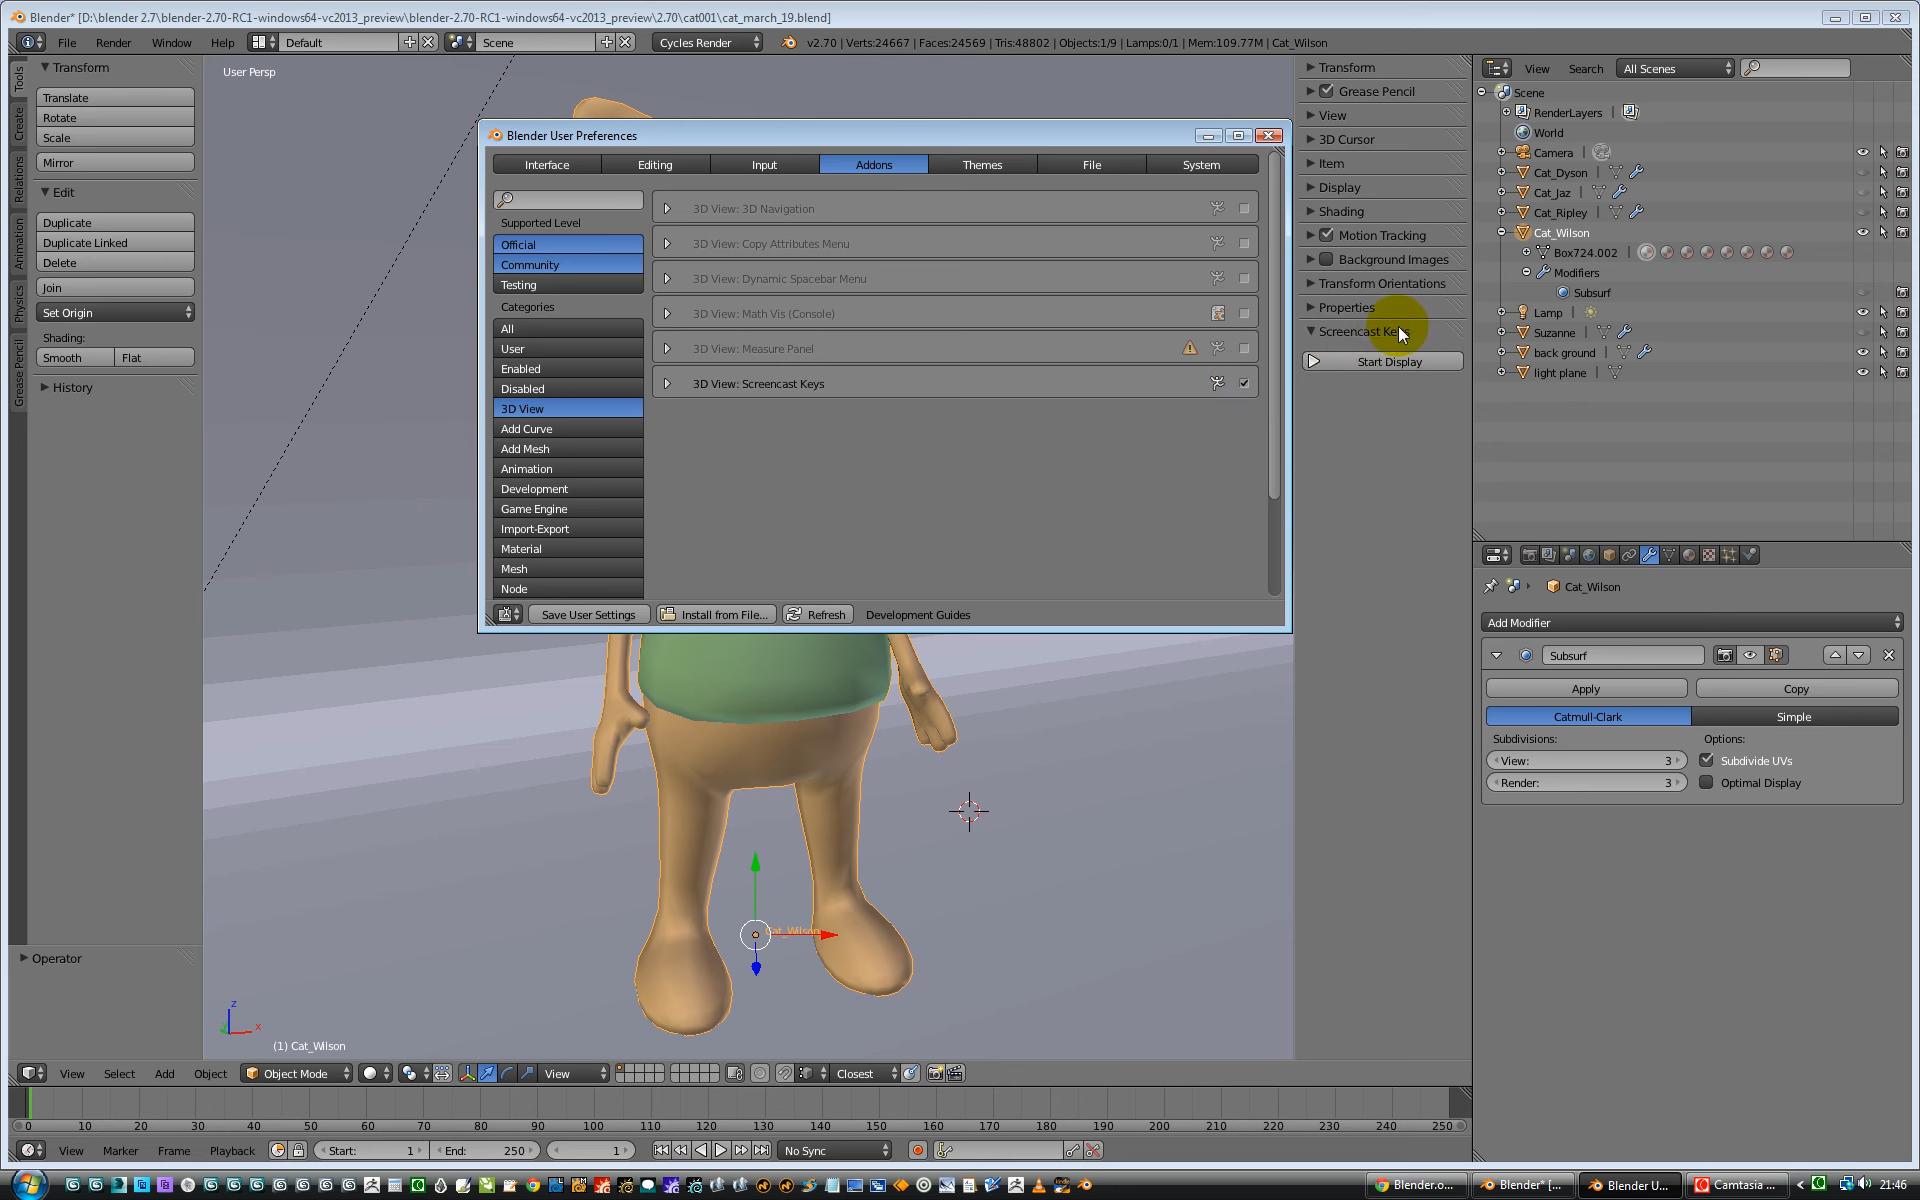 Blender* [D:\blender 2.7\blender-2.70-RC1-windows64-vc2013_preview\blender-2.70-RC1-windows64-vc2013_preview\2.70\cat001\cat_march_19.blend]
File Render Window Help Default Scene Cycles Render v2.70 | Verts:24667 | Faces:24569 | Tris:48802 | Objects:1/9 | Lamps:0/1 | Mem:109.77M | Cat_Wilson
Tools
Create
Relations
Animation
Physics
Grease Pencil
Transform
Translate
Rotate
Scale
Mirror
Edit
Duplicate
Duplicate Linked
Delete
Join
Set Origin
Shading:
Smooth Flat
History
Operator
User Persp
Blender User Preferences
Interface Editing Input Addons Themes File System
Supported Level
Official
Community
Testing
Categories
All
User
Enabled
Disabled
3D View
Add Curve
Add Mesh
Animation
Development
Game Engine
Import-Export
Material
Mesh
Node
3D View: 3D Navigation
3D View: Copy Attributes Menu
3D View: Dynamic Spacebar Menu
3D View: Math Vis (Console)
3D View: Measure Panel
3D View: Screencast Keys
Save User Settings Install from File... Refresh Development Guides
Cat_Wilson
z
x
(1) Cat_Wilson
Transform
Grease Pencil
View
3D Cursor
Item
Display
Shading
Motion Tracking
Background Images
Transform Orientations
Properties
Screencast Keys
Start Display
View Search All Scenes
Scene
RenderLayers
World
Camera
Cat_Dyson
Cat_Jaz
Cat_Ripley
Cat_Wilson
Box724.002
Modifiers
Subsurf
Lamp
Suzanne
back ground
light plane
Cat_Wilson
Add Modifier
Subsurf
Apply Copy
Catmull-Clark Simple
Subdivisions: Options:
View: 3 Subdivide UVs
Render: 3 Optimal Display
View Select Add Object Object Mode View Closest
0 10 20 30 40 50 60 70 80 90 100 110 120 130 140 150 160 170 180 190 200 210 220 230 240 250
View Marker Frame Playback Start: 1 End: 250 1 No Sync
Blender.o... Blender* [... Blender U... Camtasia ... 21:46